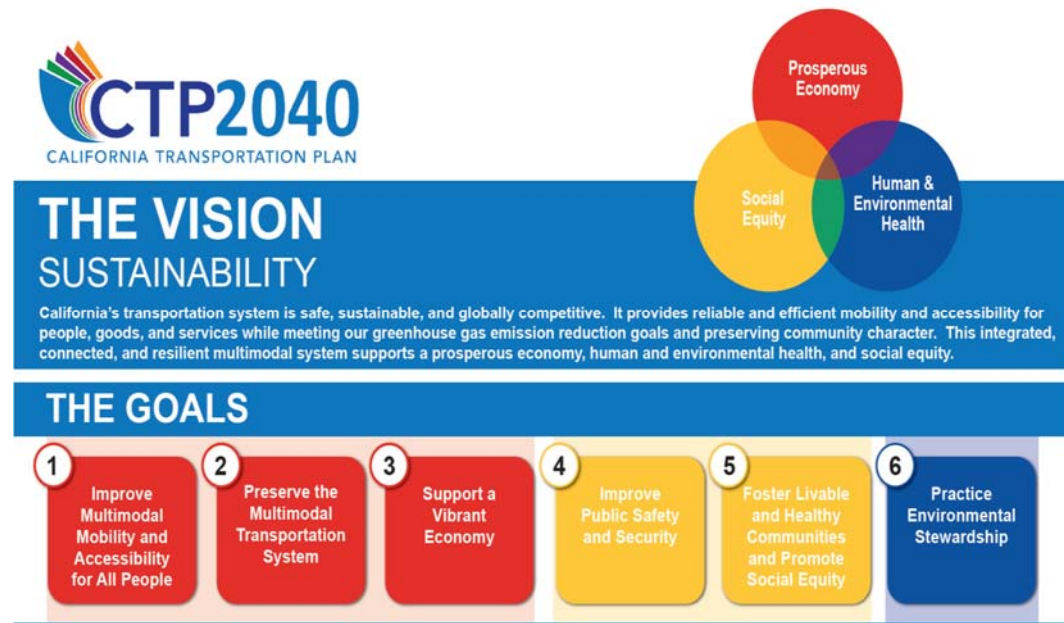 CTP2040
CALIFORNIA TRANSPORTATION PLAN
Prosperous
Economy
Social
Equity
Human &
Environmental
Health
THE VISION
SUSTAINABILITY
California's transportation system is safe, sustainable, and globally competitive. It provides reliable and efficient mobility and accessibility for
people, goods, and services while meeting our greenhouse gas emission reduction goals and preserving community character. This integrated,
connected, and resilient multimodal system supports a prosperous economy, human and environmental health, and social equity.
THE GOALS
1
Improve
Multimodal
Mobility and
Accessibility
for All People
2
Preserve the
Multimodal
Transportation
System
3
Support a
Vibrant
Economy
4
Improve
Public Safety
and Security
5
Foster Livable
and Healthy
Communities
and Promote
Social Equity
6
Practice
Environmental
Stewardship